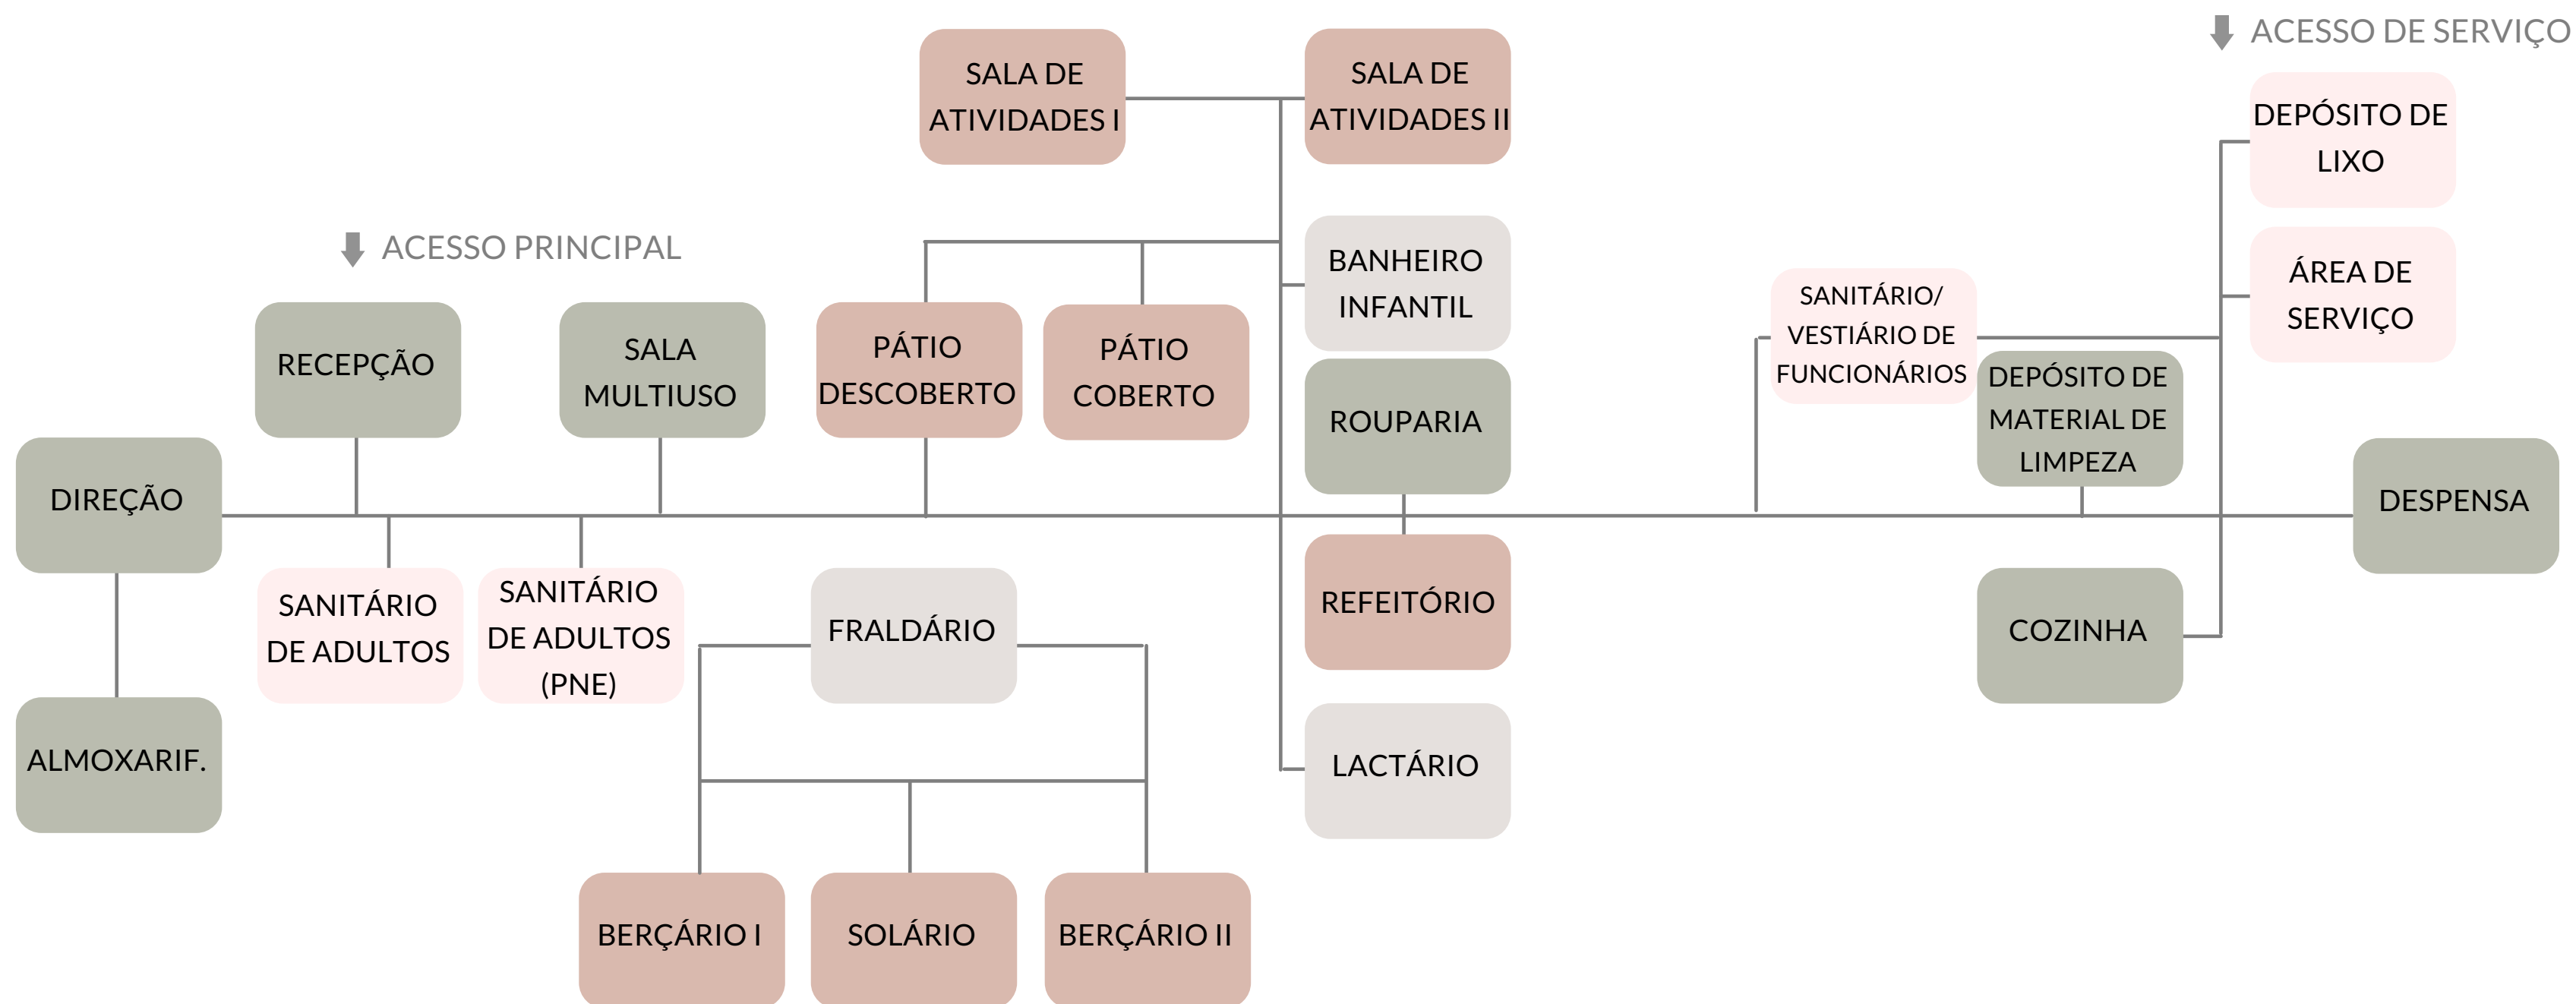 ACESSO DE SERVIÇO
SALA DE
ATIVIDADES I
SALA DE
ATIVIDADES II
DEPÓSITO DE
LIXO
ACESSO PRINCIPAL
BANHEIRO
INFANTIL
ÁREA DE
SERVIÇO
SANITÁRIO/
VESTIÁRIO DE
FUNCIONÁRIOS
RECEPÇÃO
SALA
MULTIUSO
PÁTIO
DESCOBERTO
PÁTIO
COBERTO
ROUPARIA
DEPÓSITO DE
MATERIAL DE
LIMPEZA
DIREÇÃO
DESPENSA
SANITÁRIO
DE ADULTOS
SANITÁRIO
DE ADULTOS
(PNE)
FRALDÁRIO
REFEITÓRIO
COZINHA
ALMOXARIF.
LACTÁRIO
BERÇÁRIO I
SOLÁRIO
BERÇÁRIO II